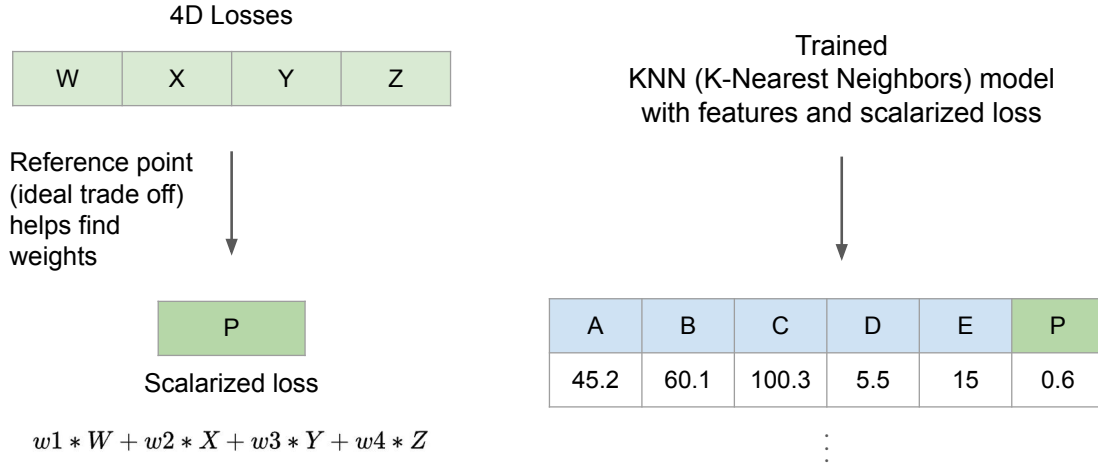 4D Losses
W X Y Z
Reference point
(ideal trade off)
helps find
weights
P
Scalarized loss
w1 * W + w2 * X + w3 * Y + w4 * Z
Trained
KNN (K-Nearest Neighbors) model
with features and scalarized loss
A B C D E P
45.2 60.1 100.3 5.5 15 0.6
⋮